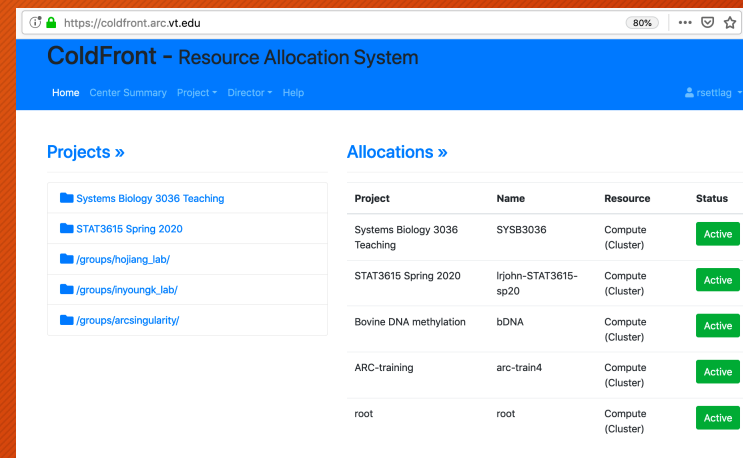 https://coldfront.arc.vt.edu
80%
ColdFront - Resource Allocation System
Home Center Summary Project Director Help rsettlag
Projects »
Systems Biology 3036 Teaching
STAT3615 Spring 2020
/groups/hojiang_lab/
/groups/inyoungk_lab/
/groups/arcsingularity/
Allocations »
Project Name Resource Status
Systems Biology 3036 SYSB3036 Compute Active
Teaching (Cluster)
STAT3615 Spring 2020 lrjohn-STAT3615- Compute Active
sp20 (Cluster)
Bovine DNA methylation bDNA Compute Active
(Cluster)
ARC-training arc-train4 Compute Active
(Cluster)
root root Compute Active
(Cluster)